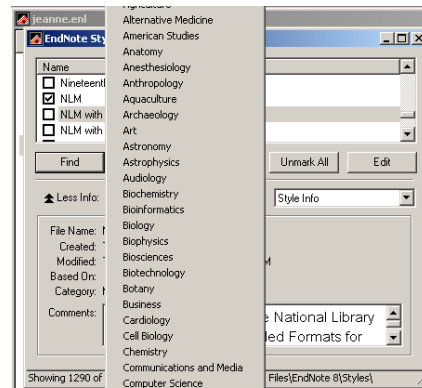 jeanne.enl
Agriculture
EndNote Sty
Alternative Medicine
American Studies
Anatomy
Anesthesiology
Anthropology
Aquaculture
Archaeology
Art
Astronomy
Astrophysics
Audiology
Biochemistry
Bioinformatics
Biology
Biophysics
Biosciences
Biotechnology
Botany
Business
Cardiology
Cell Biology
Chemistry
Communications and Media
Computer Science
Name
Nineteent
NLM
NLM with
NLM with
Find
Unmark All
Edit
Less Info:
Style Info
File Name: N
Created:
Modified:
M
Based On:
Category:
Comments:
e National Library
ed Formats for
Showing 1290 of
Files\EndNote 8\Styles\